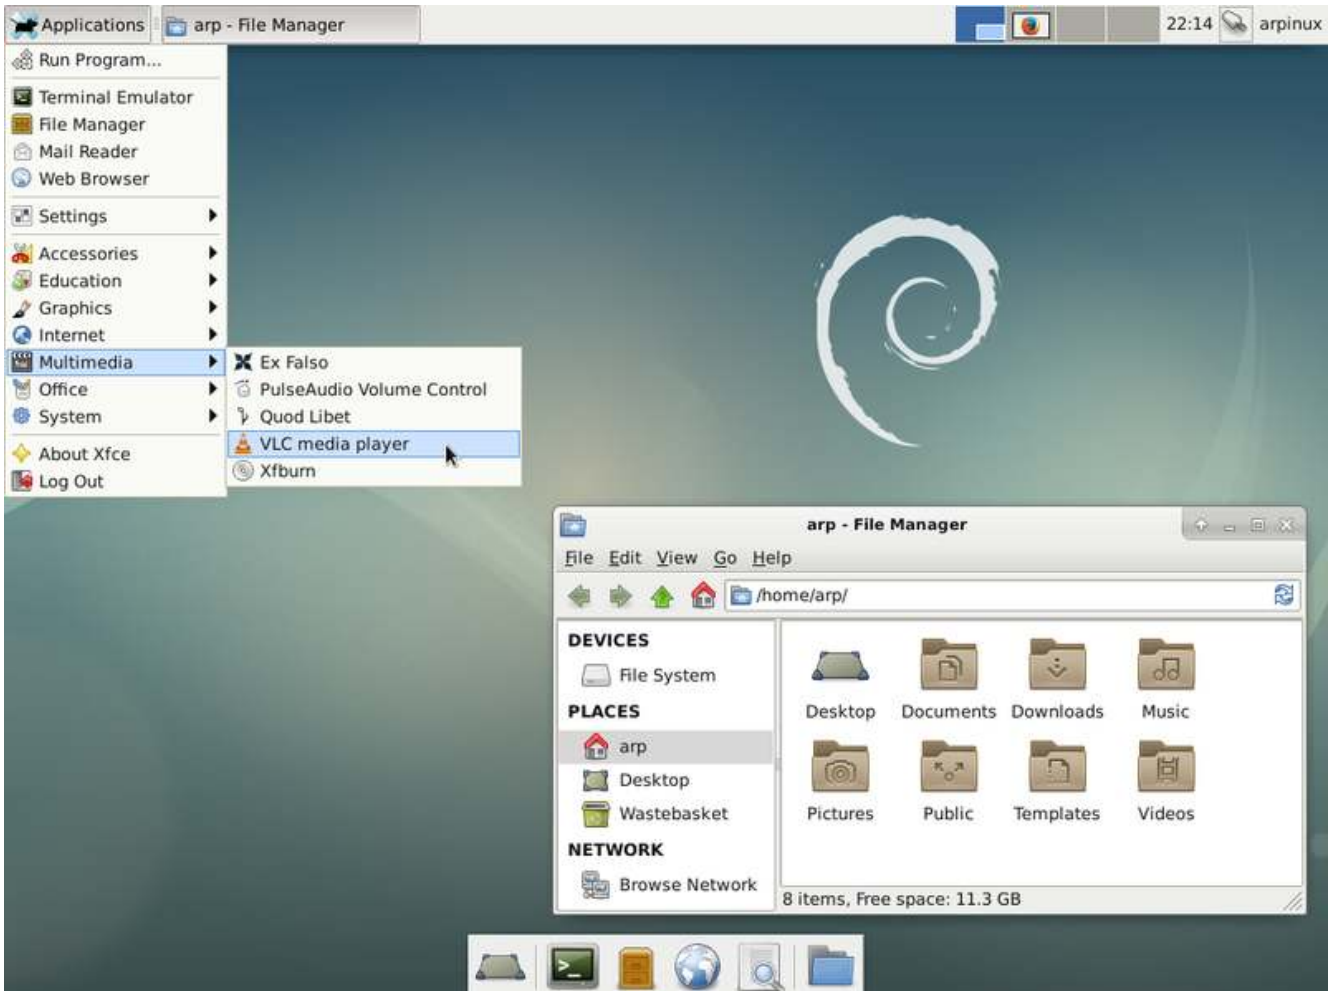 Applications
arp - File Manager
22:14
arpinux
Run Program...
Terminal Emulator
File Manager
Mail Reader
Web Browser
Settings
Accessories
Education
Graphics
Internet
Multimedia
Office
System
About Xfce
Log Out
Ex Falso
PulseAudio Volume Control
Quod Libet
VLC media player
Xfburn
arp - File Manager
File Edit View Go Help
/home/arp/
DEVICES
File System
PLACES
arp
Desktop
Wastebasket
NETWORK
Browse Network
Desktop Documents Downloads Music
Pictures Public Templates Videos
8 items, Free space: 11.3 GB
>_